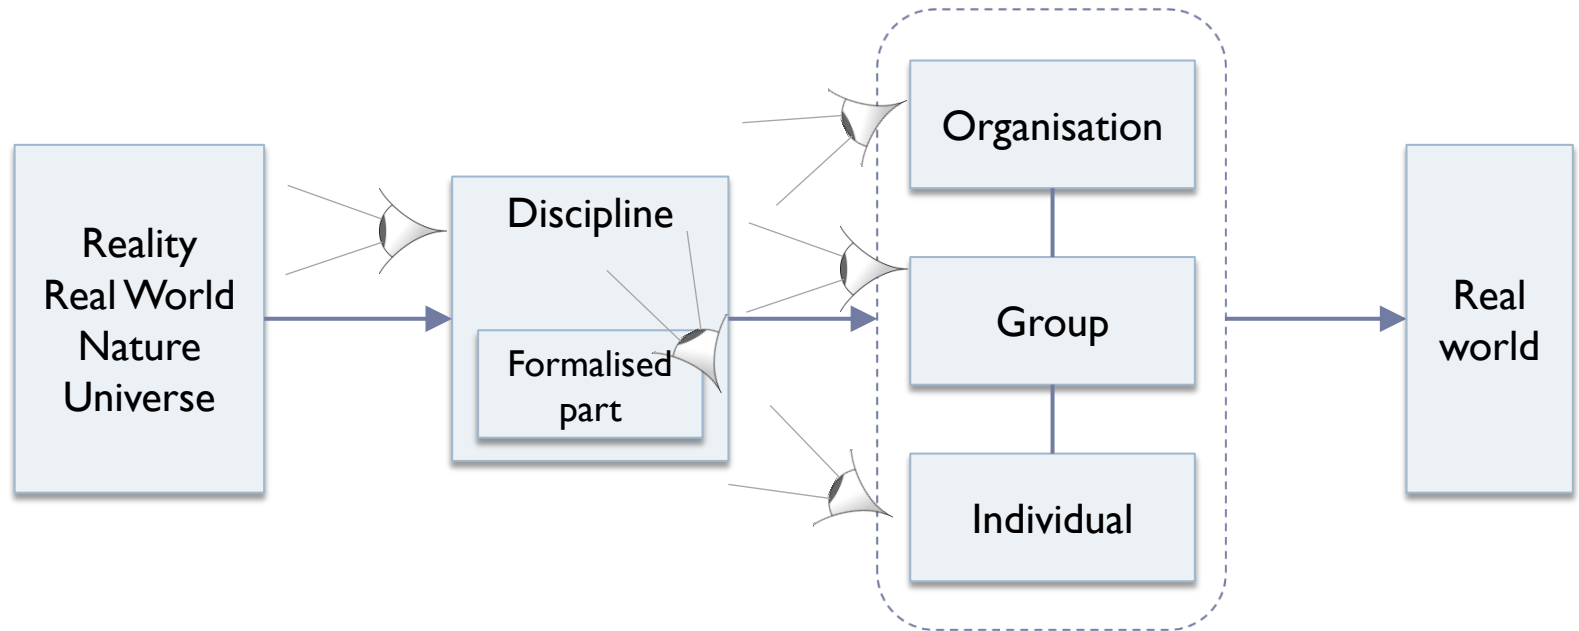 Reality
Real World
Nature
Universe
Discipline
Formalised
part
Organisation
Group
Individual
Real
world